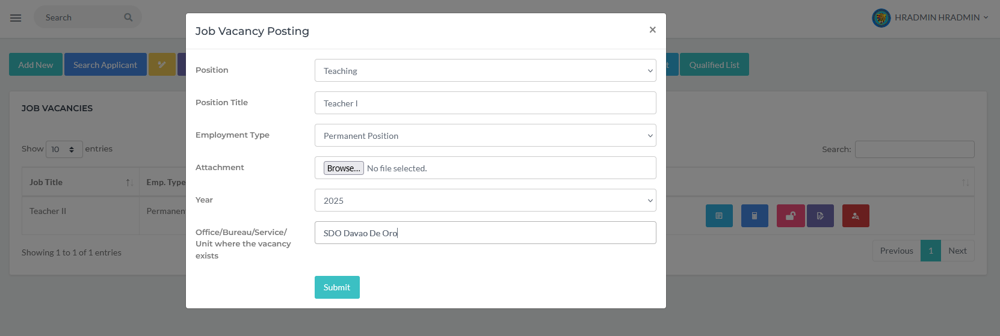 Search
HRADMIN HRADMIN
Job Vacancy Posting
×
Add New
Search Applicant
t
Qualified List
Position
Teaching
Position Title
Teacher I
Employment Type
Permanent Position
Attachment
Browse... No file selected.
Year
2025
Office/Bureau/Service/
Unit where the vacancy
exists
SDO Davao De Oro
Submit
JOB VACANCIES
Show 10 entries
Search:
Job Title
Emp. Type
Teacher II
Permanen
Showing 1 to 1 of 1 entries
Previous 1 Next